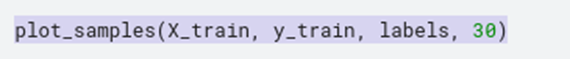 plot_samples(X_train, y_train, labels, 30)